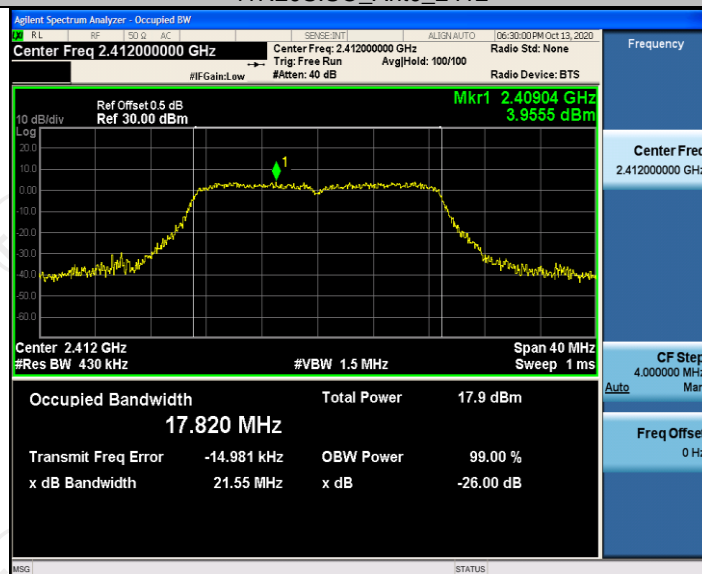 Agilent Spectrum Analyzer - Occupied BW
RL RF 50 Ω AC SENSE:INT ALIGN AUTO 06:30:00 PM Oct 13, 2020
Center Freq 2.412000000 GHz Center Freq: 2.412000000 GHz Radio Std: None
Trig: Free Run Avg|Hold: 100/100
#IFGain:Low #Atten: 40 dB Radio Device: BTS
Frequency
Ref Offset 0.5 dB Mkr1 2.40904 GHz
10 dB/div Ref 30.00 dBm 3.9555 dBm
Log
20.0
10.0
1
0.00
-10.0
-20.0
-30.0
-40.0
-50.0
-60.0
Center 2.412 GHz Span 40 MHz
#Res BW 430 kHz #VBW 1.5 MHz Sweep 1 ms
Occupied Bandwidth Total Power 17.9 dBm
17.820 MHz
Transmit Freq Error -14.981 kHz OBW Power 99.00 %
x dB Bandwidth 21.55 MHz x dB -26.00 dB
Center Freq
2.412000000 GHz
CF Step
4.000000 MHz
Auto Man
Freq Offset
0 Hz
MSG STATUS